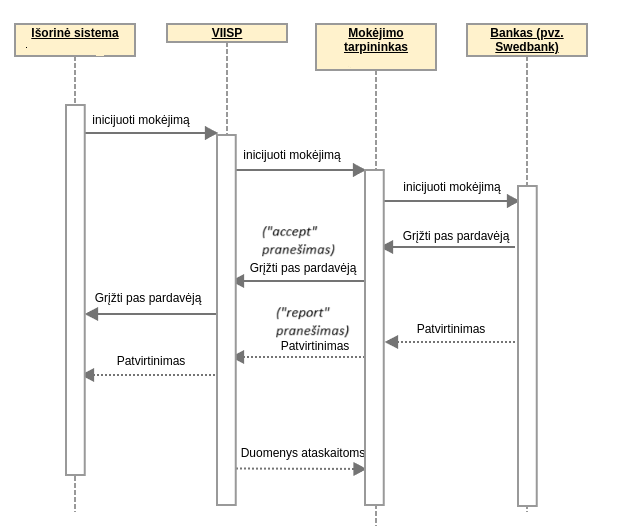 Išorinė sistema
VIISP
Mokėjimo
tarpininkas
Bankas (pvz.
Swedbank)
inicijuoti mokėjimą
inicijuoti mokėjimą
inicijuoti mokėjimą
("accept"
pranešimas)
Grįžti pas pardavėją
Grįžti pas pardavėją
Grįžti pas pardavėją
("report"
pranešimas)
Patvirtinimas
Patvirtinimas
Patvirtinimas
Duomenys ataskaitoms